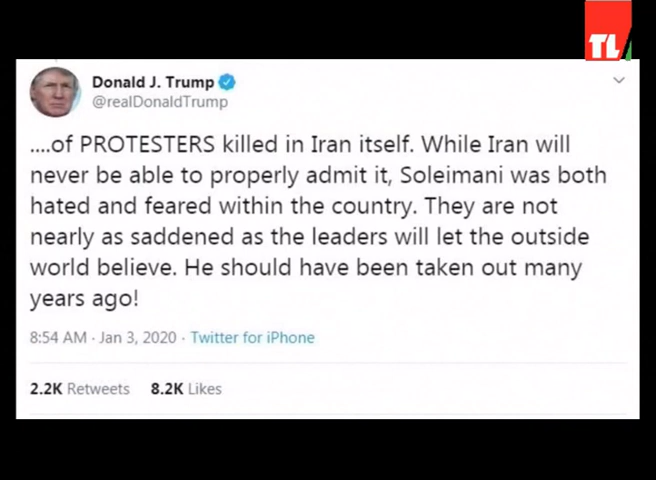 TL
Donald J. Trump
@realDonaldTrump
....of PROTESTERS killed in Iran itself. While Iran will
never be able to properly admit it, Soleimani was both
hated and feared within the country. They are not
nearly as saddened as the leaders will let the outside
world believe. He should have been taken out many
years ago!
8:54 AM · Jan 3, 2020 · Twitter for iPhone
2.2K Retweets 8.2K Likes